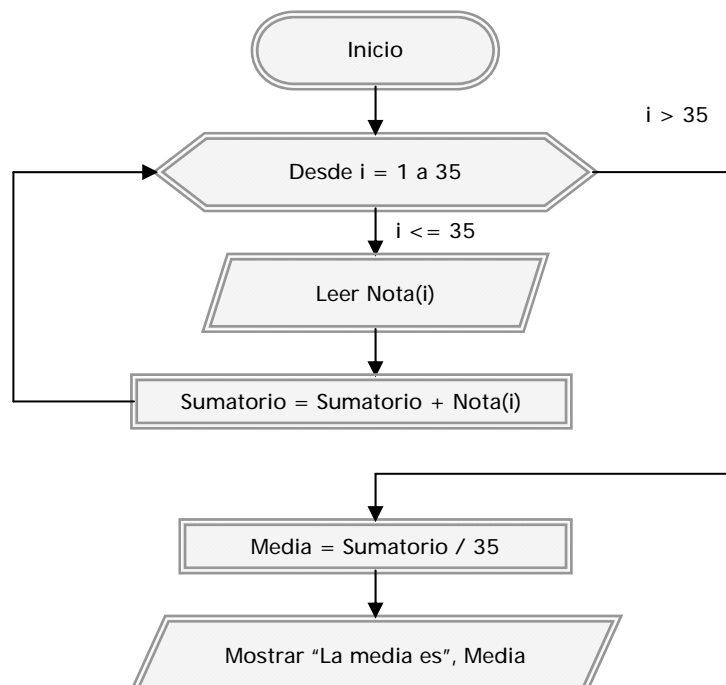 Inicio
i > 35
Desde i = 1 a 35
i <= 35
Leer Nota(i)
Sumatorio = Sumatorio + Nota(i)
Media = Sumatorio / 35
Mostrar “La media es”, Media